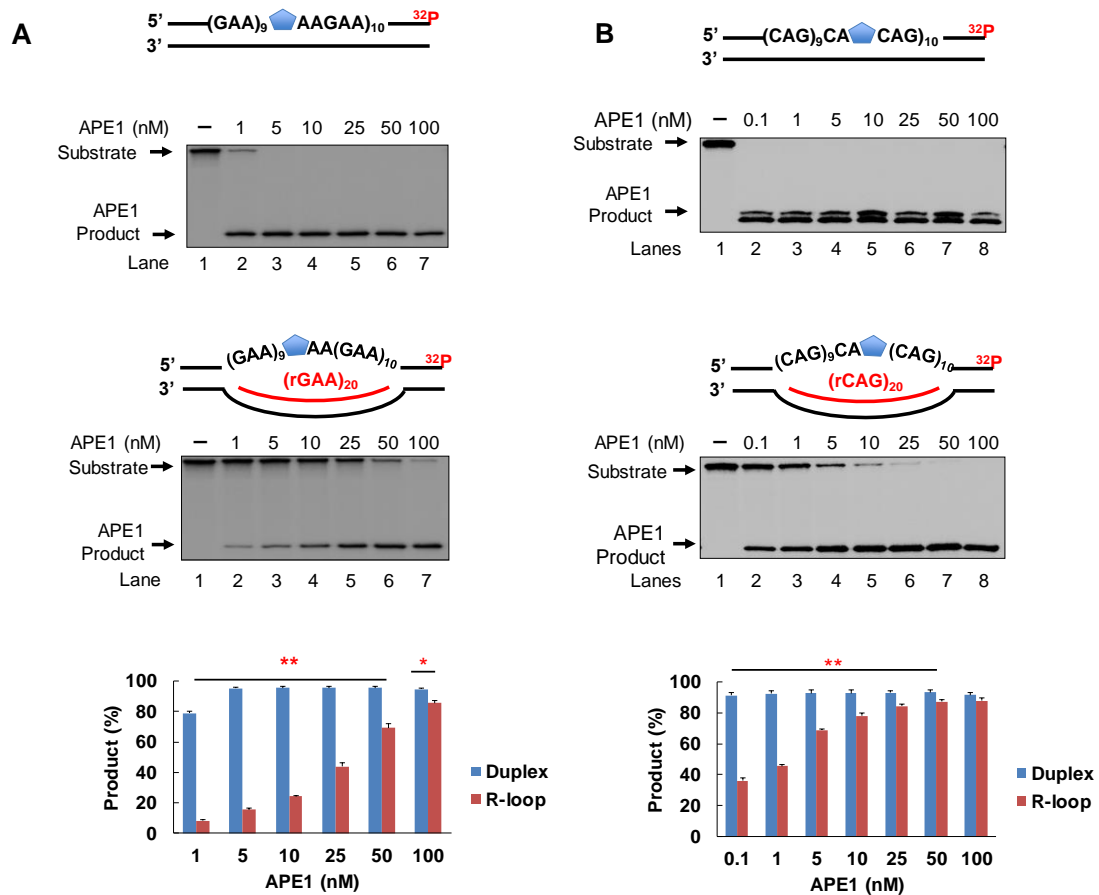 A
5’ (GAA)9 AAGAA)10 32P
3’
APE1 (nM) – 1 5 10 25 50 100
Substrate
APE1
Product
Lane 1 2 3 4 5 6 7
5’ (GAA)9 AA(GAA)10 32P
3’ (rGAA)20
APE1 (nM) – 1 5 10 25 50 100
Substrate
APE1
Product
Lane 1 2 3 4 5 6 7
** *
100
80
60
40
20
0
Product (%)
1 5 10 25 50 100
APE1 (nM)
Duplex
R-loop
B
5’ (CAG)9CA CAG)10 32P
3’
APE1 (nM) – 0.1 1 5 10 25 50 100
Substrate
APE1
Product
Lanes 1 2 3 4 5 6 7 8
5’ (CAG)9CA (CAG)10 32P
3’ (rCAG)20
APE1 (nM) – 0.1 1 5 10 25 50 100
Substrate
APE1
Product
Lanes 1 2 3 4 5 6 7 8
**
100
80
60
40
20
0
Product (%)
0.1 1 5 10 25 50 100
APE1 (nM)
Duplex
R-loop